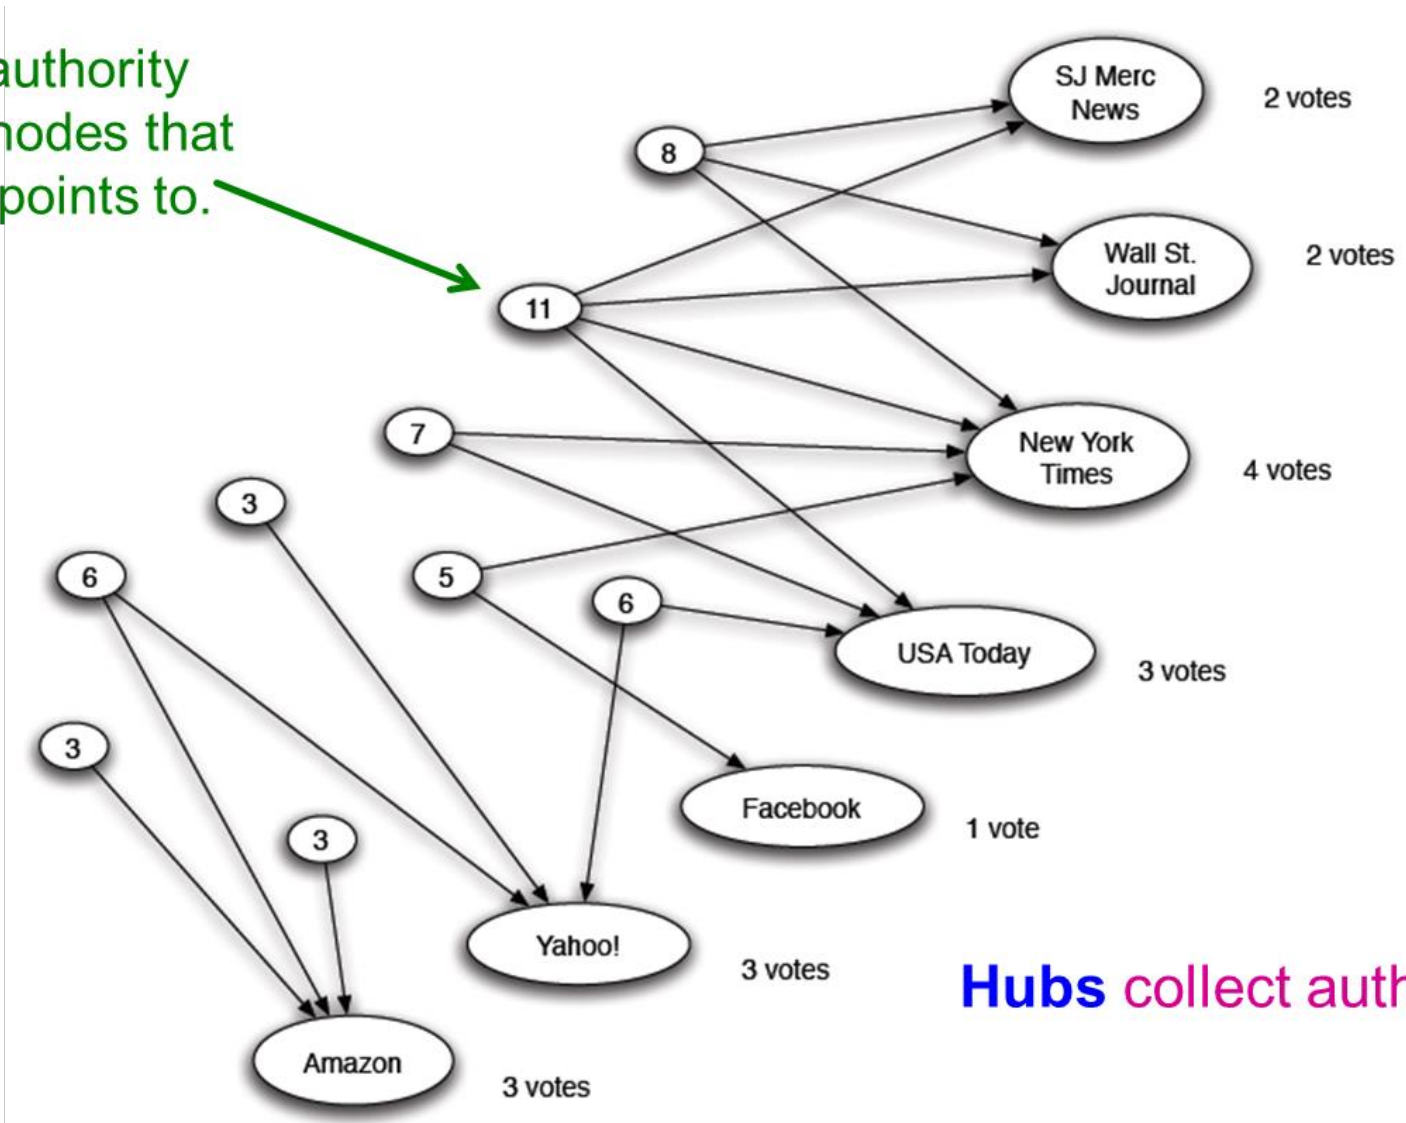 authority
nodes that
points to.
SJ Merc
News
2 votes
8
Wall St.
Journal
2 votes
11
7
New York
Times
4 votes
3
6
5
6
USA Today
3 votes
3
Facebook
1 vote
3
Yahoo!
3 votes
Hubs collect auth
Amazon
3 votes